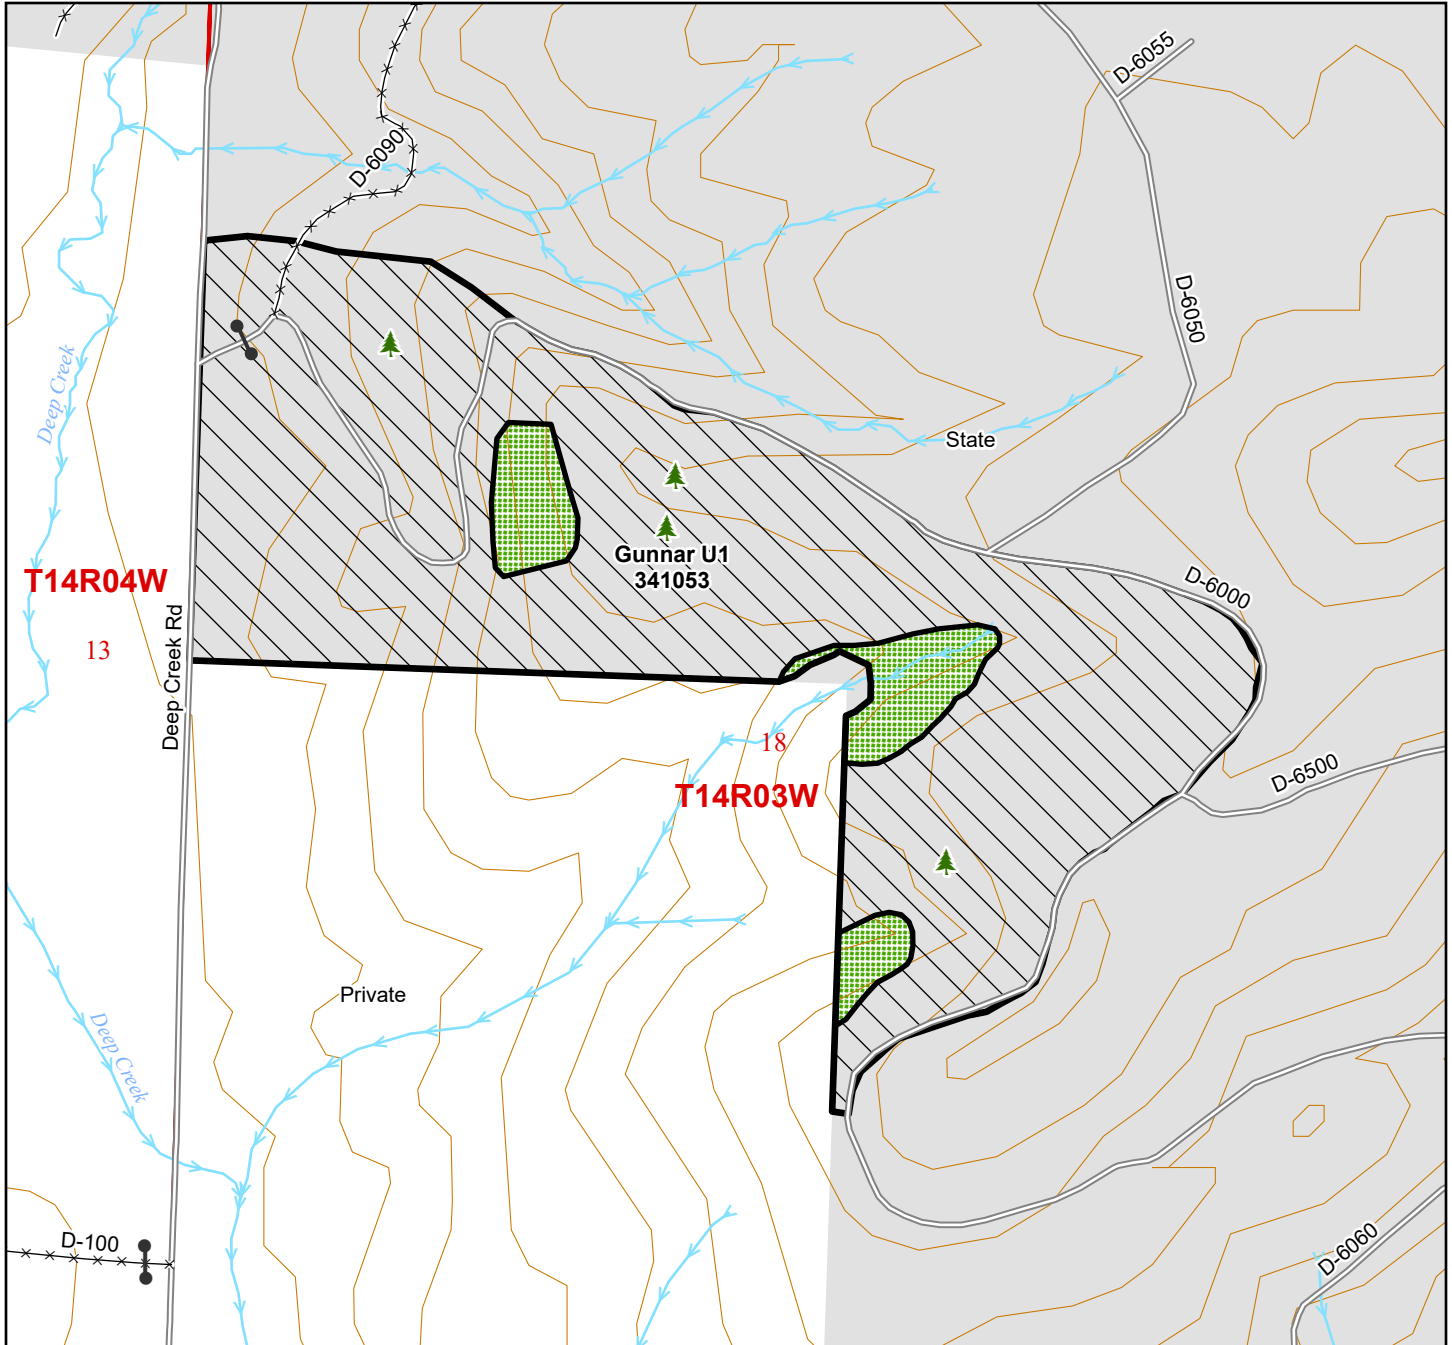 D-6055
D-6090
D-6050
Deep Creek
State
Gunnar U1
341053
T14R04W
D-6000
13
Deep Creek Rd
18
D-6500
T14R03W
Private
Deep Creek
D-100
D-6060